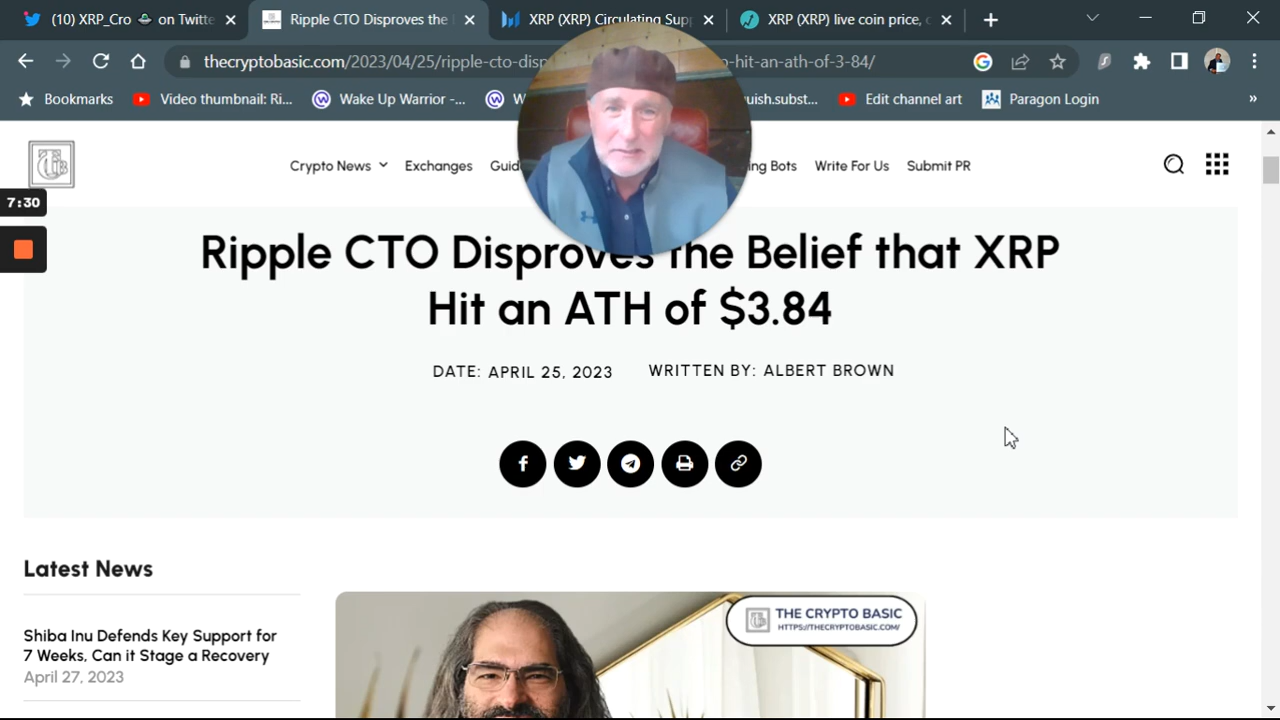 (10) XRP_Cro on Twitte
Ripple CTO Disproves the
XRP (XRP) Circulating Sup
XRP (XRP) live coin price,
thecryptobasic.com/2023/04/25/ripple-cto-disp p-hit-an-ath-of-3-84/
Bookmarks
Video thumbnail: Ri...
Wake Up Warrior -...
W
uish.subst...
Edit channel art
Paragon Login
»
Crypto News
Exchanges
Guid
ing Bots
Write For Us
Submit PR
7:30
Ripple CTO Disproves the Belief that XRP
Hit an ATH of $3.84
DATE: APRIL 25, 2023
WRITTEN BY: ALBERT BROWN
Latest News
Shiba Inu Defends Key Support for
7 Weeks, Can it Stage a Recovery
April 27, 2023
THE CRYPTO BASIC
HTTPS://THECRYPTOBASIC.COM/